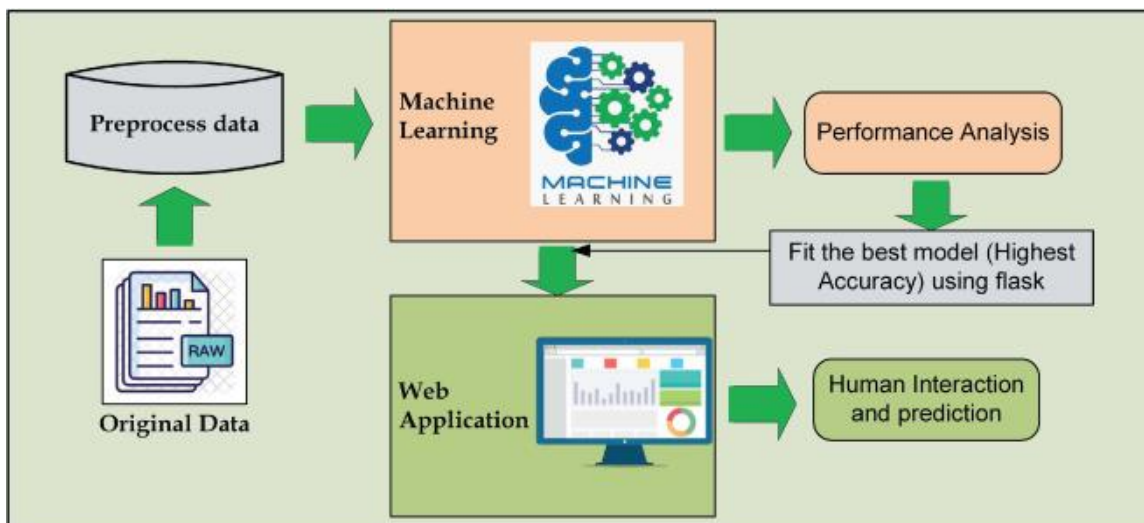 Preprocess data
Machine
Learning
MACHINE
LEARNING
Performance Analysis
Fit the best model (Highest
Accuracy) using flask
RAW
Original Data
Web
Application
Human Interaction
and prediction